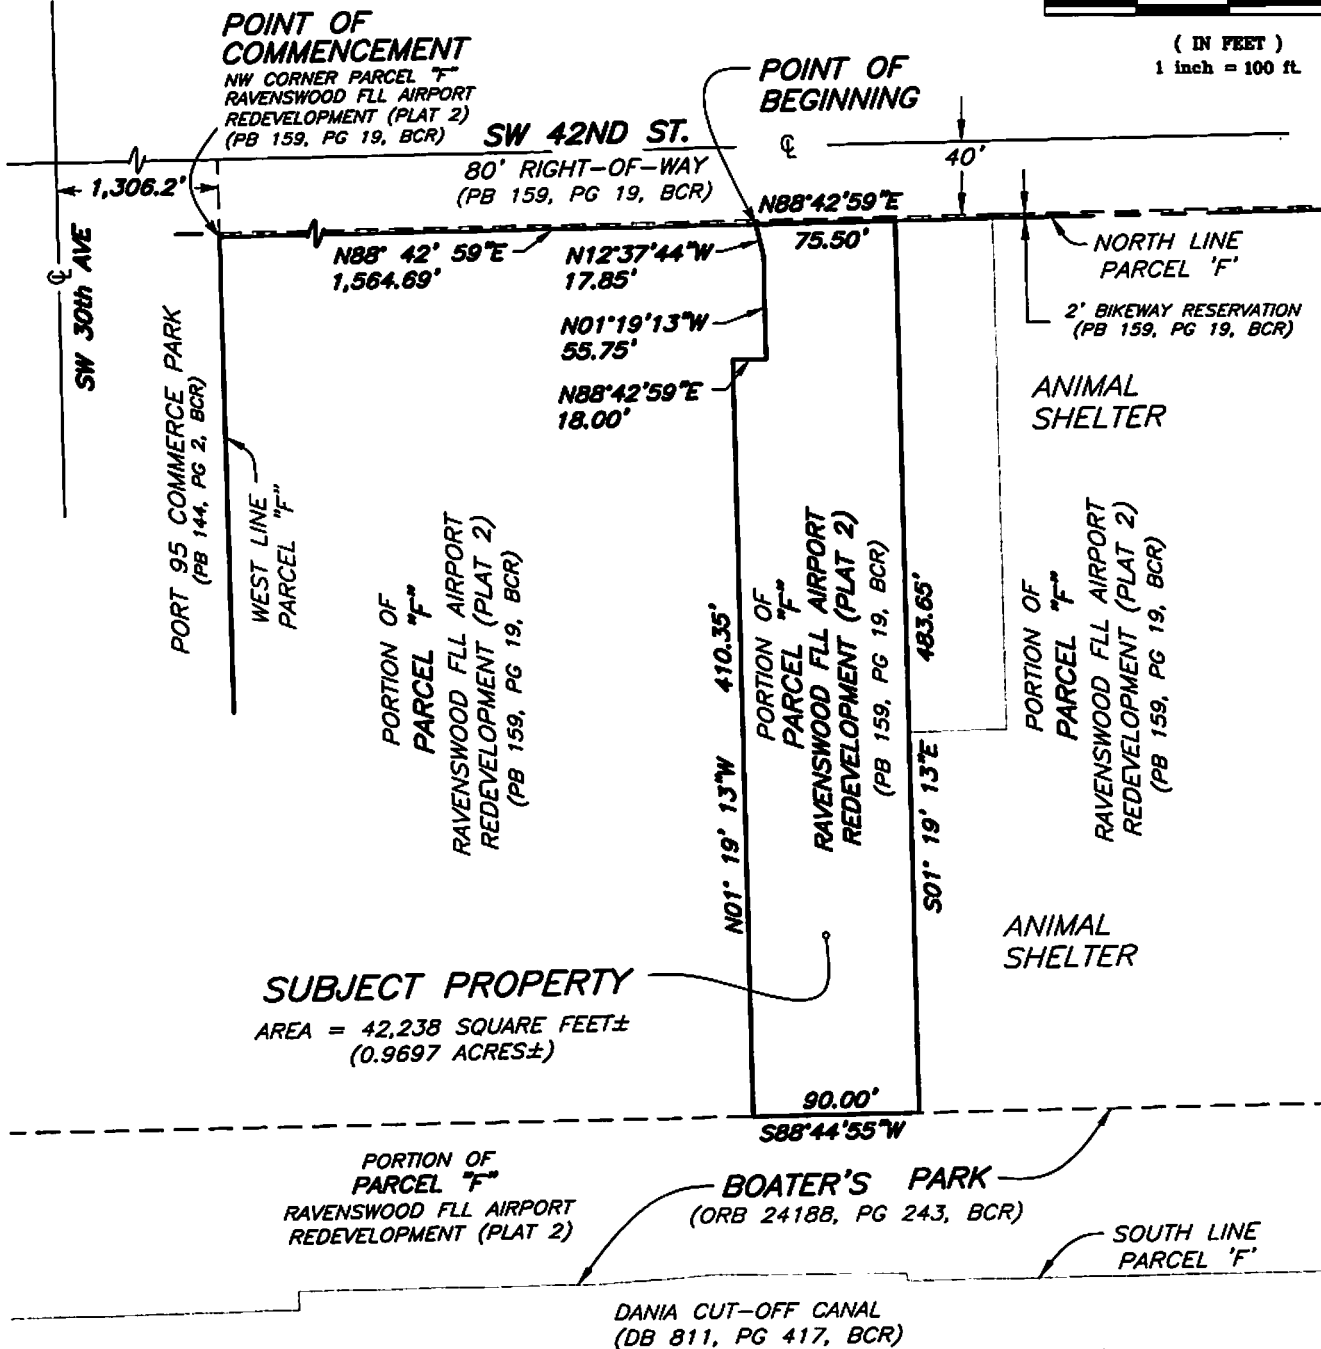 POINT OF
COMMENCEMENT
NW CORNER PARCEL "F"
RAVENSWOOD FLL AIRPORT
REDEVELOPMENT (PLAT 2)
(PB 159, PG 19, BCR)
( IN FEET )
1 inch = 100 ft.
POINT OF
BEGINNING
SW 42ND ST.
80' RIGHT-OF-WAY
(PB 159, PG 19, BCR)
℄
40'
1,306.2'
N88°42'59"E
75.50'
N88° 42' 59"E
1,564.69'
N12°37'44"W
17.85'
N01°19'13"W
55.75'
N88°42'59"E
18.00'
NORTH LINE
PARCEL 'F'
2' BIKEWAY RESERVATION
(PB 159, PG 19, BCR)
℄
SW 30th AVE
PORT 95 COMMERCE PARK
(PB 144, PG 2, BCR)
WEST LINE
PARCEL "F"
ANIMAL
SHELTER
PORTION OF
PARCEL "F"
RAVENSWOOD FLL AIRPORT
REDEVELOPMENT (PLAT 2)
(PB 159, PG 19, BCR)
N01° 19' 13"W 410.35'
PORTION OF
PARCEL "F"
RAVENSWOOD FLL AIRPORT
REDEVELOPMENT (PLAT 2)
(PB 159, PG 19, BCR)
S01° 19' 13"E 483.65'
PORTION OF
PARCEL "F"
RAVENSWOOD FLL AIRPORT
REDEVELOPMENT (PLAT 2)
(PB 159, PG 19, BCR)
ANIMAL
SHELTER
SUBJECT PROPERTY
AREA = 42,238 SQUARE FEET±
(0.9697 ACRES±)
90.00'
S88°44'55"W
PORTION OF
PARCEL "F"
RAVENSWOOD FLL AIRPORT
REDEVELOPMENT (PLAT 2)
BOATER'S PARK
(ORB 24188, PG 243, BCR)
SOUTH LINE
PARCEL 'F'
DANIA CUT-OFF CANAL
(DB 811, PG 417, BCR)